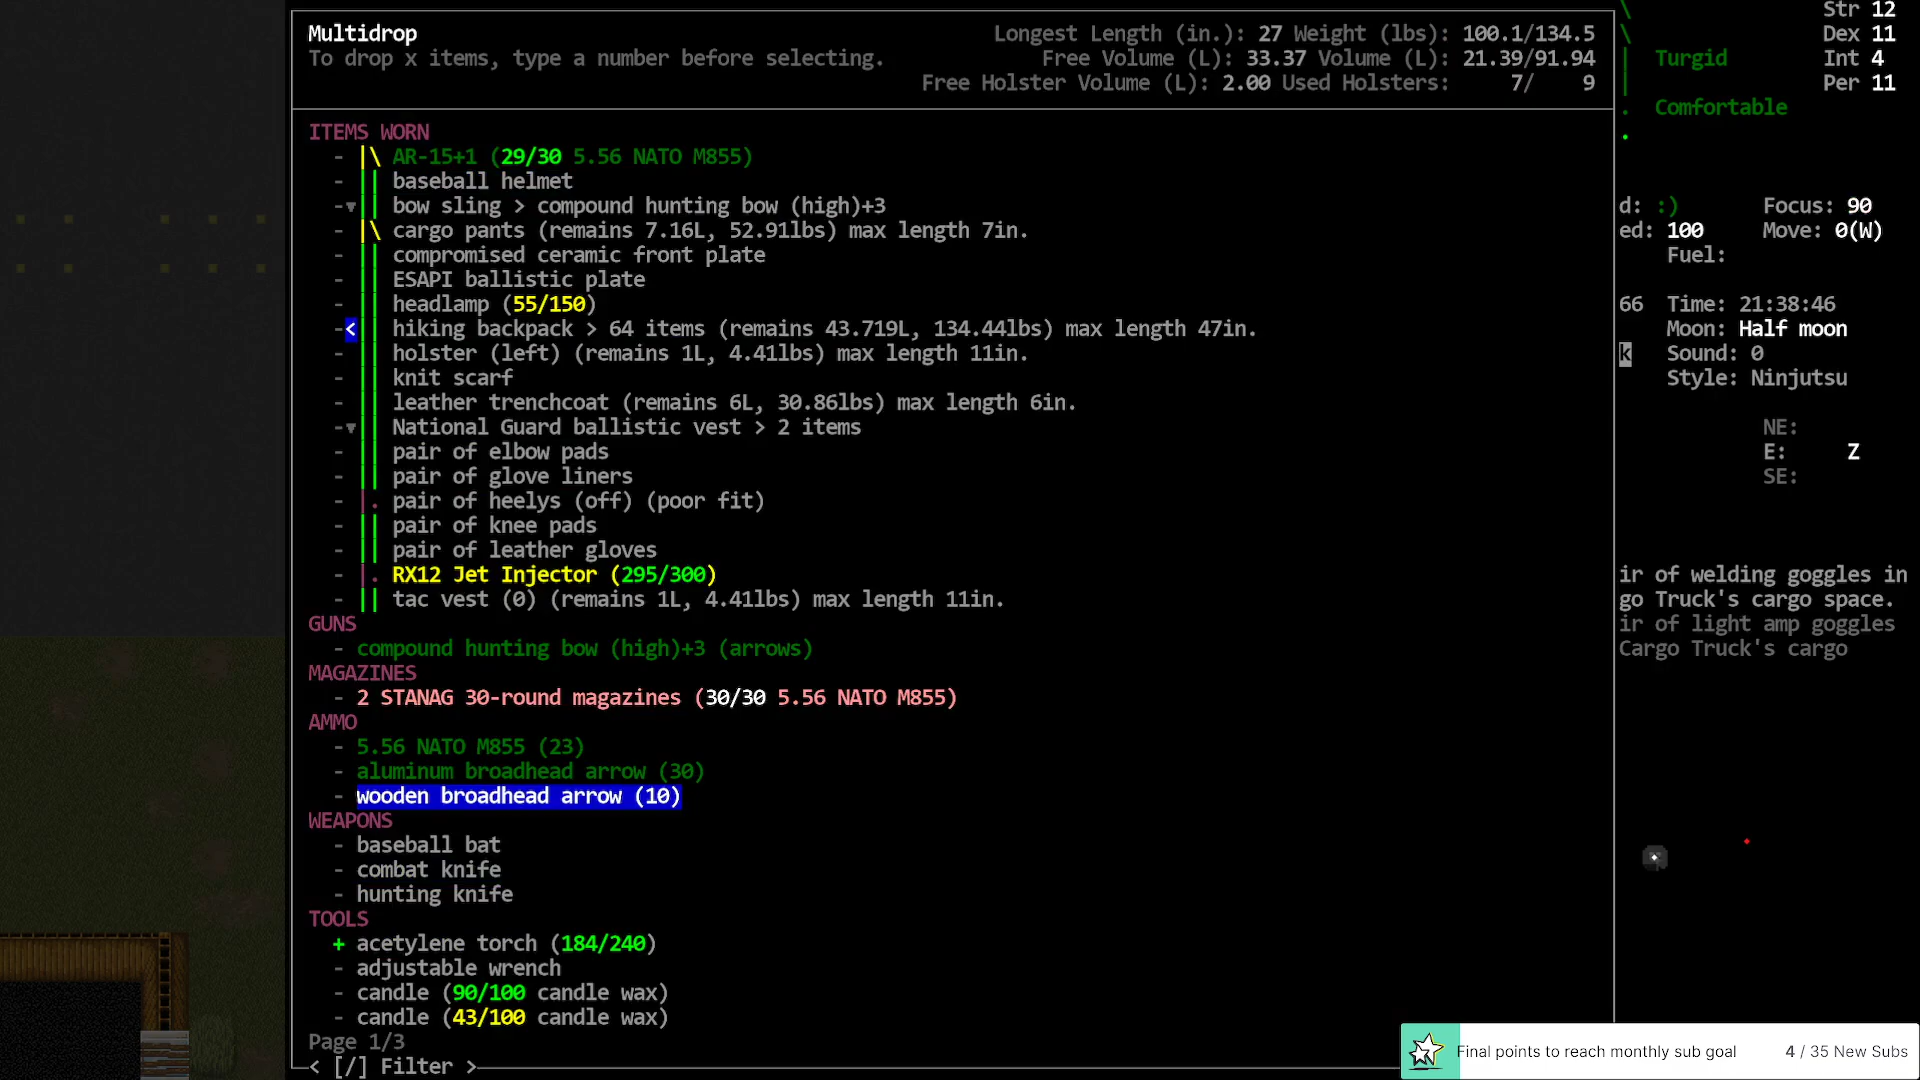 Multidrop
To drop x items, type a number before selecting.
Longest Length (in.): 27 Weight (lbs): 100.1/134.5
Free Volume (L): 33.37 Volume (L): 21.39/91.94
Free Holster Volume (L): 2.00 Used Holsters: 7/ 9
ITEMS WORN
- |\ AR-15+1 (29/30 5.56 NATO M855)
- || baseball helmet
-▾|| bow sling > compound hunting bow (high)+3
- |\ cargo pants (remains 7.16L, 52.91lbs) max length 7in.
- || compromised ceramic front plate
- || ESAPI ballistic plate
- || headlamp (55/150)
-<|| hiking backpack > 64 items (remains 43.719L, 134.44lbs) max length 47in.
- || holster (left) (remains 1L, 4.41lbs) max length 11in.
- || knit scarf
- || leather trenchcoat (remains 6L, 30.86lbs) max length 6in.
-▾|| National Guard ballistic vest > 2 items
- || pair of elbow pads
- || pair of glove liners
- |. pair of heelys (off) (poor fit)
- || pair of knee pads
- || pair of leather gloves
- |. RX12 Jet Injector (295/300)
- || tac vest (0) (remains 1L, 4.41lbs) max length 11in.
GUNS
- compound hunting bow (high)+3 (arrows)
MAGAZINES
- 2 STANAG 30-round magazines (30/30 5.56 NATO M855)
AMMO
- 5.56 NATO M855 (23)
- aluminum broadhead arrow (30)
- wooden broadhead arrow (10)
WEAPONS
- baseball bat
- combat knife
- hunting knife
TOOLS
+ acetylene torch (184/240)
- adjustable wrench
- candle (90/100 candle wax)
- candle (43/100 candle wax)
Page 1/3
< [/] Filter >
\ Str 12
\ Dex 11
| Turgid Int 4
| Per 11
. Comfortable
.
d: :) Focus: 90
ed: 100 Move: 0(W)
Fuel:
66 Time: 21:38:46
Moon: Half moon
k Sound: 0
Style: Ninjutsu
NE:
E: Z
SE:
ir of welding goggles in
go Truck's cargo space.
ir of light amp goggles
Cargo Truck's cargo
Final points to reach monthly sub goal 4 / 35 New Subs